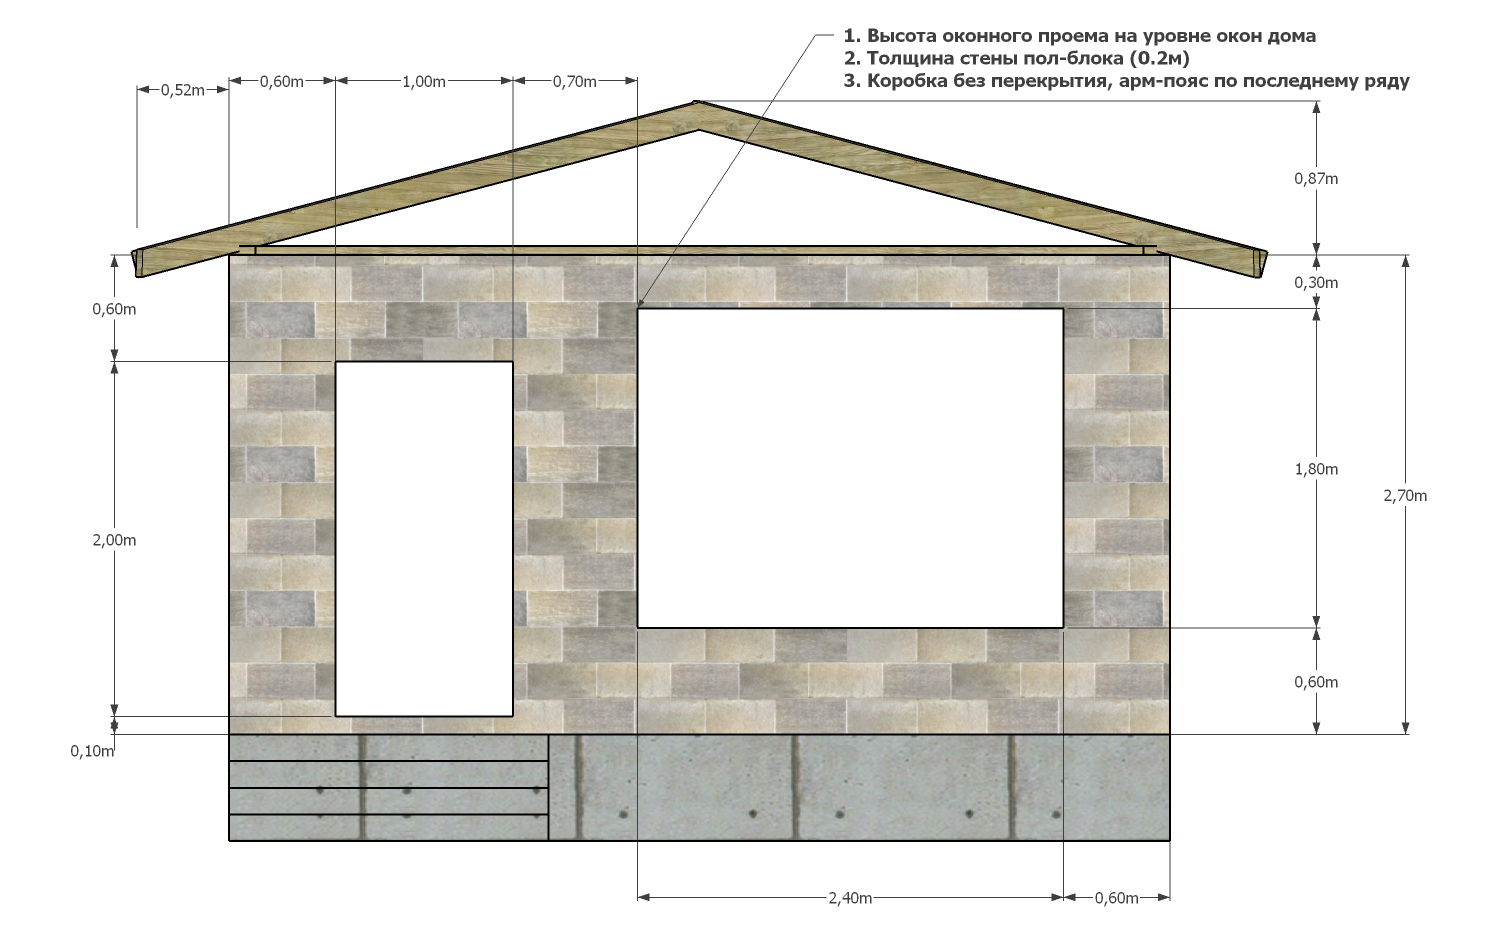 1. Высота оконного проема на уровне окон дома
2. Толщина стены пол-блока (0.2м)
3. Коробка без перекрытия, арм-пояс по последнему ряду
0,52m
0,60m
1,00m
0,70m
0,87m
0,30m
0,60m
1,80m
2,70m
2,00m
0,60m
0,10m
2,40m
0,60m